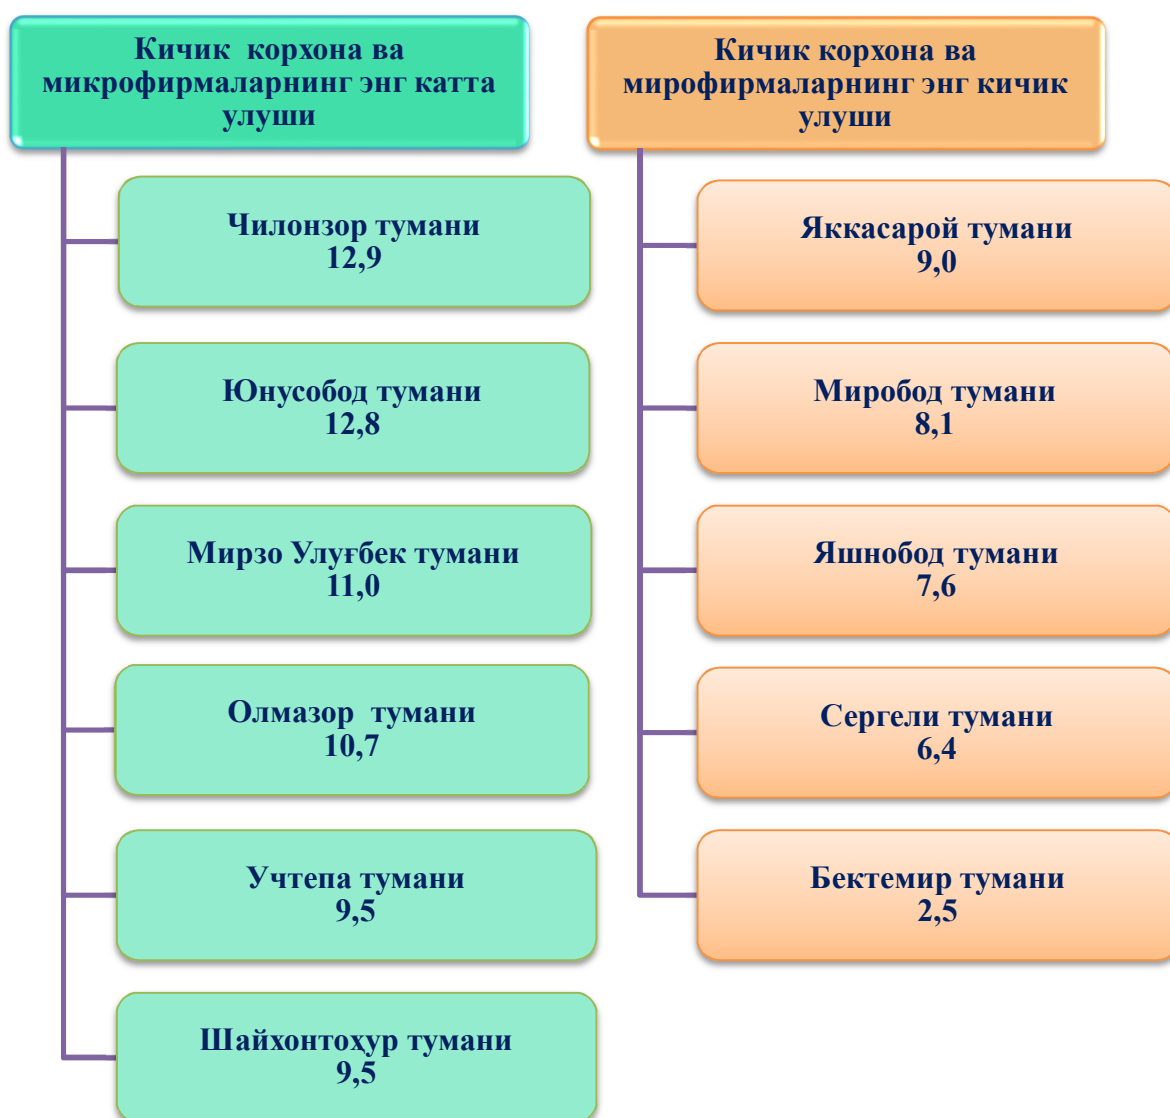 Кичик корхона ва
микрофирмаларнинг энг катта
улуши
Чилонзор тумани
12,9
Юнусобод тумани
12,8
Мирзо Улуғбек тумани
11,0
Олмазор тумани
10,7
Учтепа тумани
9,5
Шайхонтоҳур тумани
9,5
Кичик корхона ва
мирофирмаларнинг энг кичик
улуши
Яккасарой тумани
9,0
Миробод тумани
8,1
Яшнобод тумани
7,6
Сергели тумани
6,4
Бектемир тумани
2,5